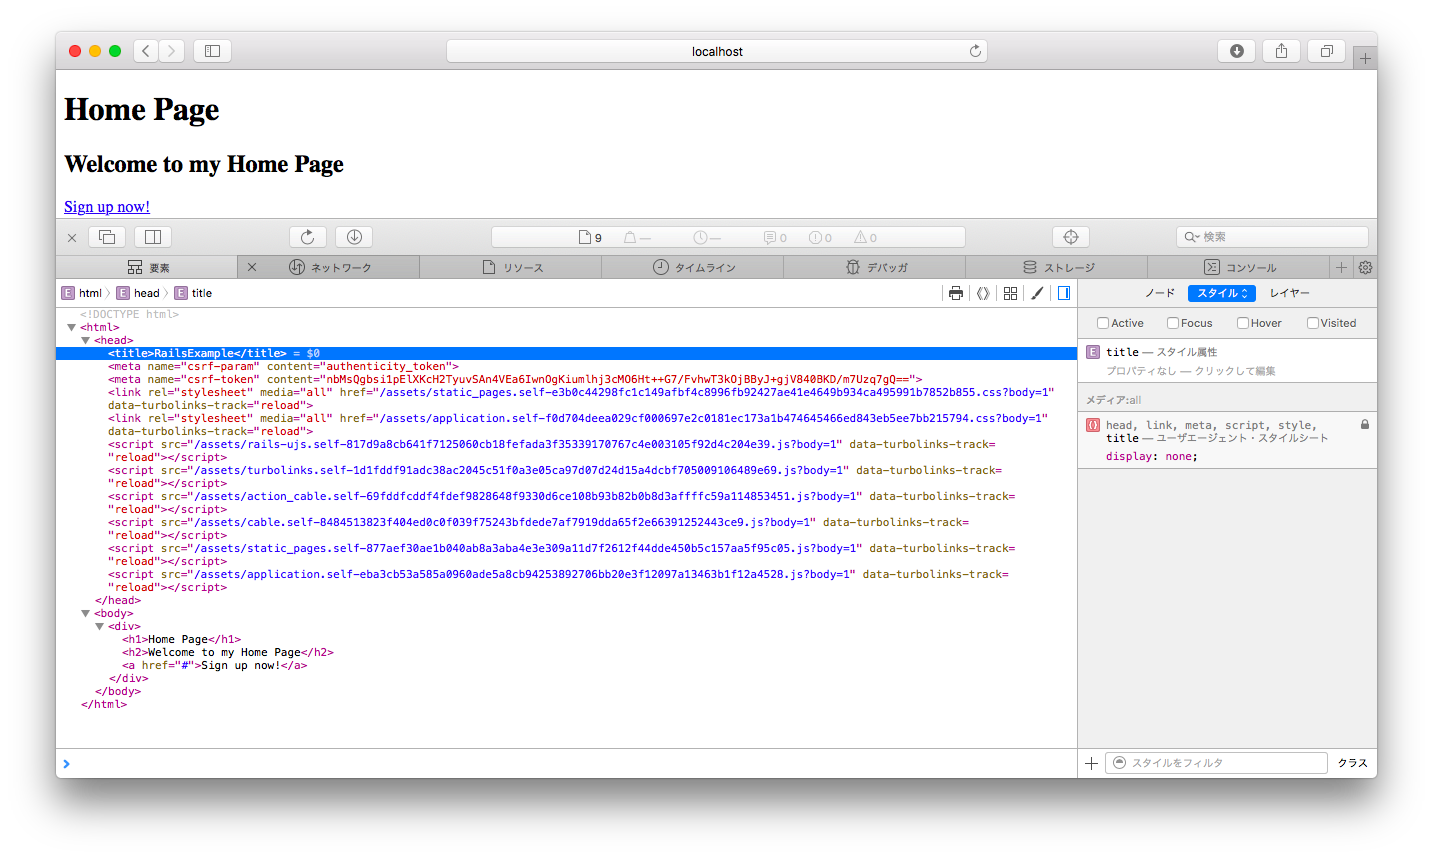 localhost
Home Page
Welcome to my Home Page
Sign up now!
9 — — 0 0 0 検索
要素 ネットワーク リソース タイムライン デバッガ ストレージ コンソール
E html E head E title
ノード スタイル レイヤー
<!DOCTYPE html>
<html>
<head>
<title>RailsExample</title> = $0
<meta name="csrf-param" content="authenticity_token">
<meta name="csrf-token" content="nbMsQgbsi1pElXKcH2TyuvSAn4VEa6IwnOgKiumlhj3cMO6Ht++G7/FvhwT3kOjBByJ+gjV840BKD/m7Uzq7gQ==">
<link rel="stylesheet" media="all" href="/assets/static_pages.self-e3b0c44298fc1c149afbf4c8996fb92427ae41e4649b934ca495991b7852b855.css?body=1"
data-turbolinks-track="reload">
<link rel="stylesheet" media="all" href="/assets/application.self-f0d704deea029cf000697e2c0181ec173a1b474645466ed843eb5ee7bb215794.css?body=1"
data-turbolinks-track="reload">
<script src="/assets/rails-ujs.self-817d9a8cb641f7125060cb18fefada3f35339170767c4e003105f92d4c204e39.js?body=1" data-turbolinks-track=
"reload"></script>
<script src="/assets/turbolinks.self-1d1fddf91adc38ac2045c51f0a3e05ca97d07d24d15a4dcbf705009106489e69.js?body=1" data-turbolinks-track=
"reload"></script>
<script src="/assets/action_cable.self-69fddfcddf4fdef9828648f9330d6ce108b93b82b0b8d3affffc59a114853451.js?body=1" data-turbolinks-track=
"reload"></script>
<script src="/assets/cable.self-8484513823f404ed0c0f039f75243bfdede7af7919dda65f2e66391252443ce9.js?body=1" data-turbolinks-track=
"reload"></script>
<script src="/assets/static_pages.self-877aef30ae1b040ab8a3aba4e3e309a11d7f2612f44dde450b5c157aa5f95c05.js?body=1" data-turbolinks-track=
"reload"></script>
<script src="/assets/application.self-eba3cb53a585a0960ade5a8cb94253892706bb20e3f12097a13463b1f12a4528.js?body=1" data-turbolinks-track=
"reload"></script>
</head>
<body>
<div>
<h1>Home Page</h1>
<h2>Welcome to my Home Page</h2>
<a href="#">Sign up now!</a>
</div>
</body>
</html>
Active Focus Hover Visited
E title — スタイル属性
プロパティなし — クリックして編集
メディア:all
{} head, link, meta, script, style,
title — ユーザエージェント・スタイルシート
display: none;
スタイルをフィルタ クラス